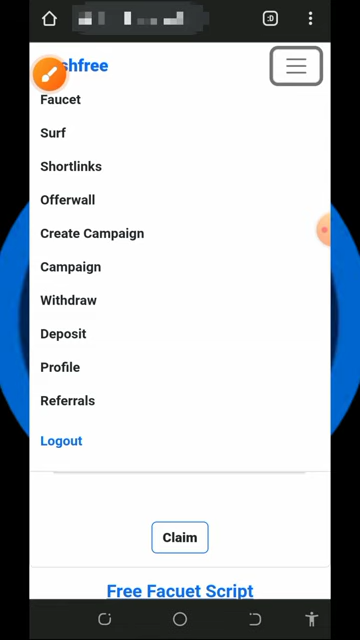 :D
shfree
Faucet
Surf
Shortlinks
Offerwall
Create Campaign
Campaign
Withdraw
Deposit
Profile
Referrals
Logout
Claim
Free Facuet Script